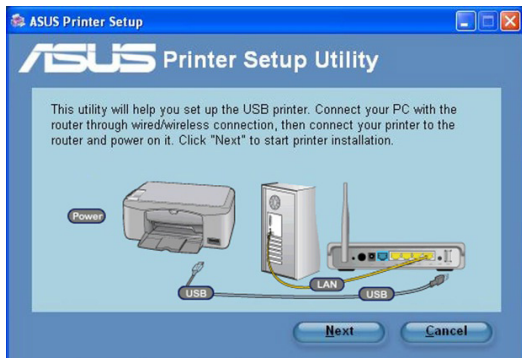 ASUS Printer Setup
ASUS Printer Setup Utility
This utility will help you set up the USB printer. Connect your PC with the
router through wired/wireless connection, then connect your printer to the
router and power on it. Click "Next" to start printer installation.
Power
LAN
USB
USB
Next
Cancel